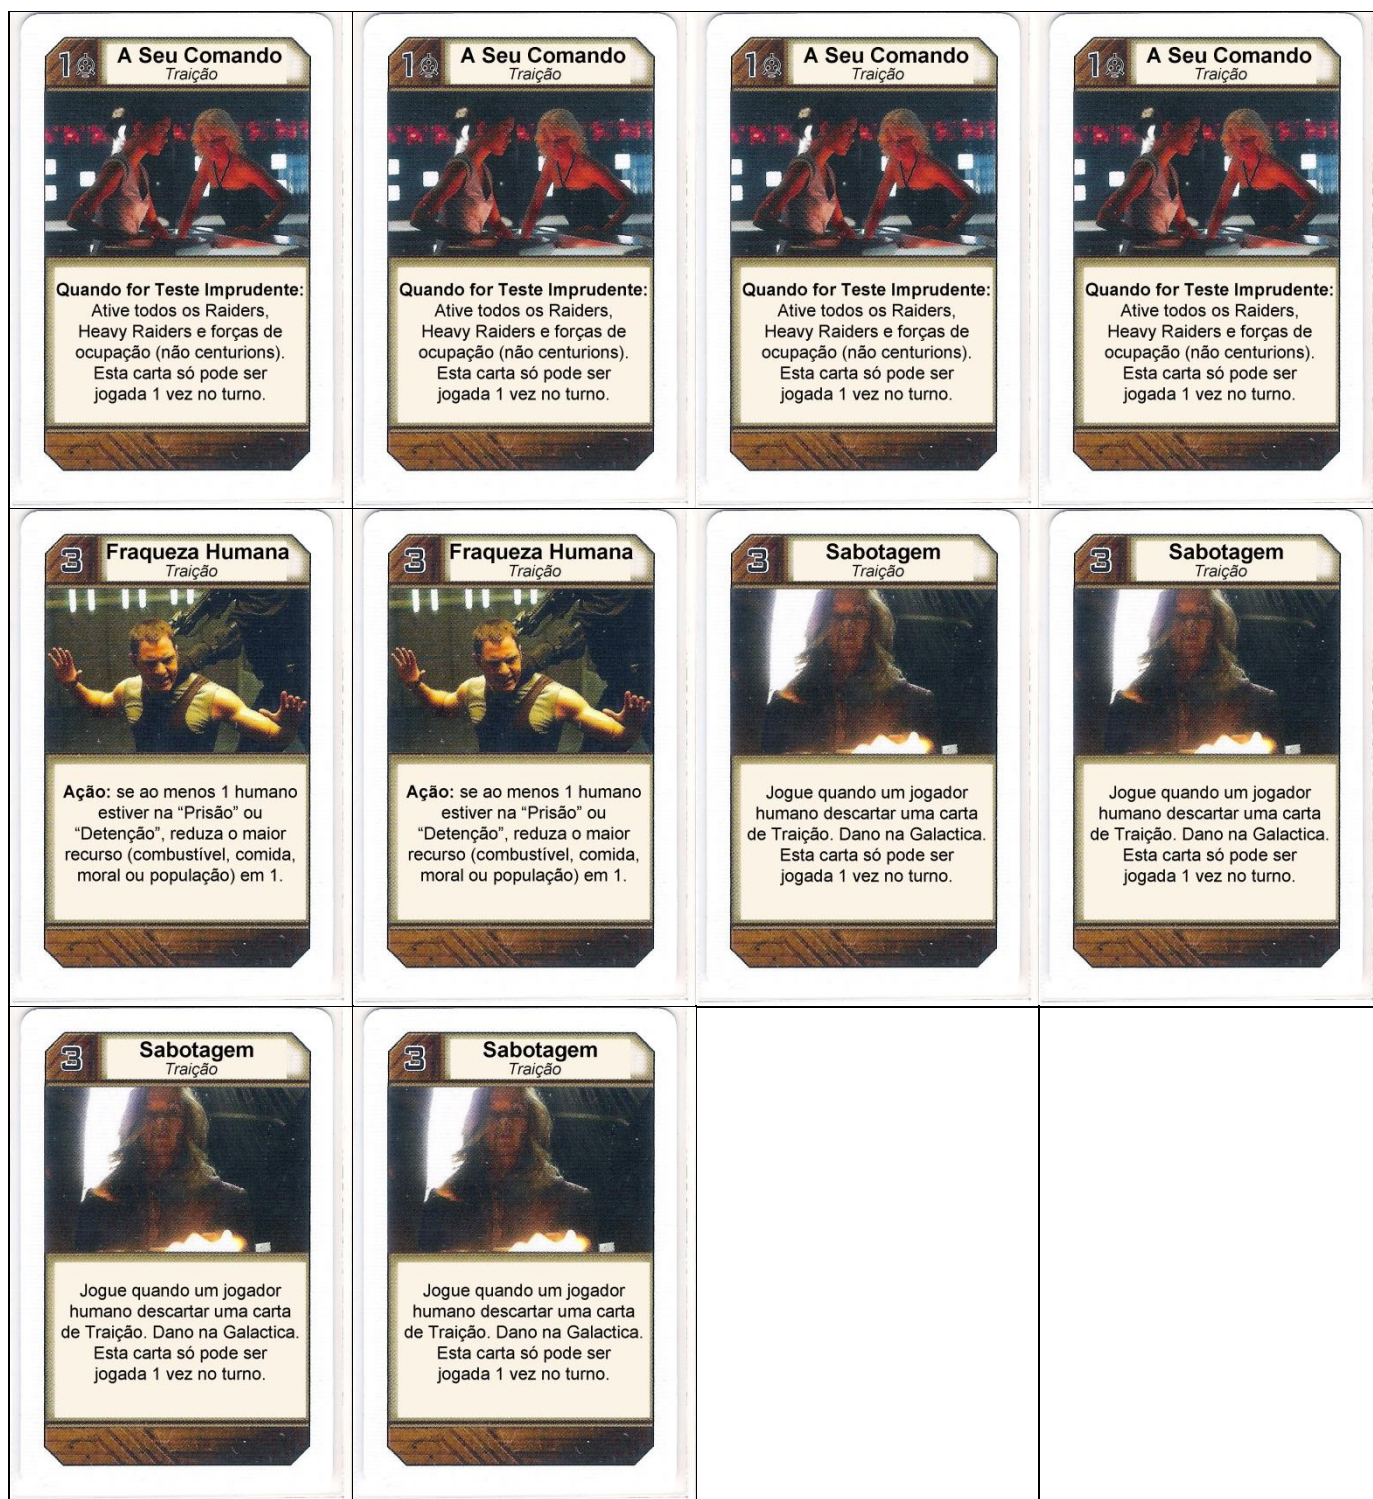 1 A Seu Comando
Traição
Quando for Teste Imprudente:
Ative todos os Raiders,
Heavy Raiders e forças de
ocupação (não centurions).
Esta carta só pode ser
jogada 1 vez no turno.
1 A Seu Comando
Traição
Quando for Teste Imprudente:
Ative todos os Raiders,
Heavy Raiders e forças de
ocupação (não centurions).
Esta carta só pode ser
jogada 1 vez no turno.
1 A Seu Comando
Traição
Quando for Teste Imprudente:
Ative todos os Raiders,
Heavy Raiders e forças de
ocupação (não centurions).
Esta carta só pode ser
jogada 1 vez no turno.
1 A Seu Comando
Traição
Quando for Teste Imprudente:
Ative todos os Raiders,
Heavy Raiders e forças de
ocupação (não centurions).
Esta carta só pode ser
jogada 1 vez no turno.
3 Fraqueza Humana
Traição
Ação: se ao menos 1 humano
estiver na “Prisão” ou
“Detenção”, reduza o maior
recurso (combustível, comida,
moral ou população) em 1.
3 Fraqueza Humana
Traição
Ação: se ao menos 1 humano
estiver na “Prisão” ou
“Detenção”, reduza o maior
recurso (combustível, comida,
moral ou população) em 1.
3 Sabotagem
Traição
Jogue quando um jogador
humano descartar uma carta
de Traição. Dano na Galactica.
Esta carta só pode ser
jogada 1 vez no turno.
3 Sabotagem
Traição
Jogue quando um jogador
humano descartar uma carta
de Traição. Dano na Galactica.
Esta carta só pode ser
jogada 1 vez no turno.
3 Sabotagem
Traição
Jogue quando um jogador
humano descartar uma carta
de Traição. Dano na Galactica.
Esta carta só pode ser
jogada 1 vez no turno.
3 Sabotagem
Traição
Jogue quando um jogador
humano descartar uma carta
de Traição. Dano na Galactica.
Esta carta só pode ser
jogada 1 vez no turno.